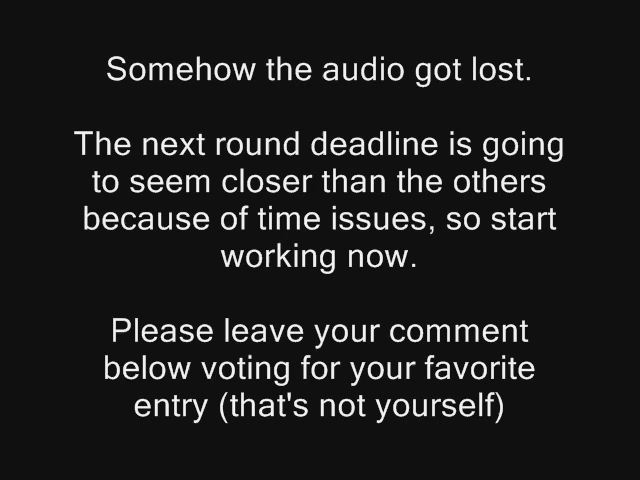 Somehow the audio got lost.
The next round deadline is going
to seem closer than the others
because of time issues, so start
working now.
Please leave your comment
below voting for your favorite
entry (that's not yourself)